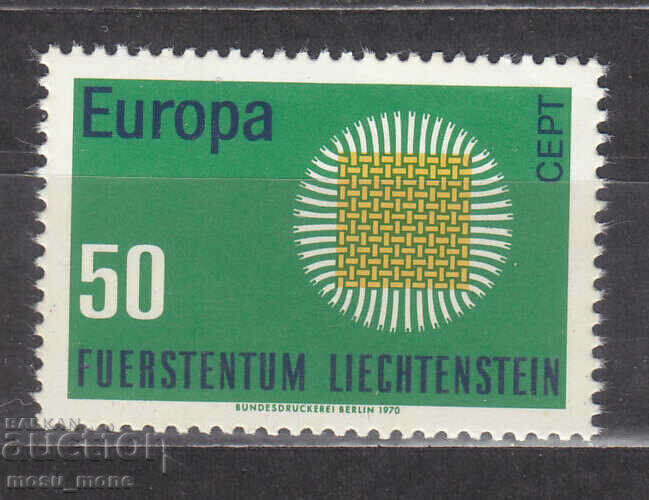 Europa
CEPT
50
FUERSTENTUM LIECHTENSTEIN
BUNDESDRUCKEREI BERLIN 1970
BALKAN
auction
mosu_mone